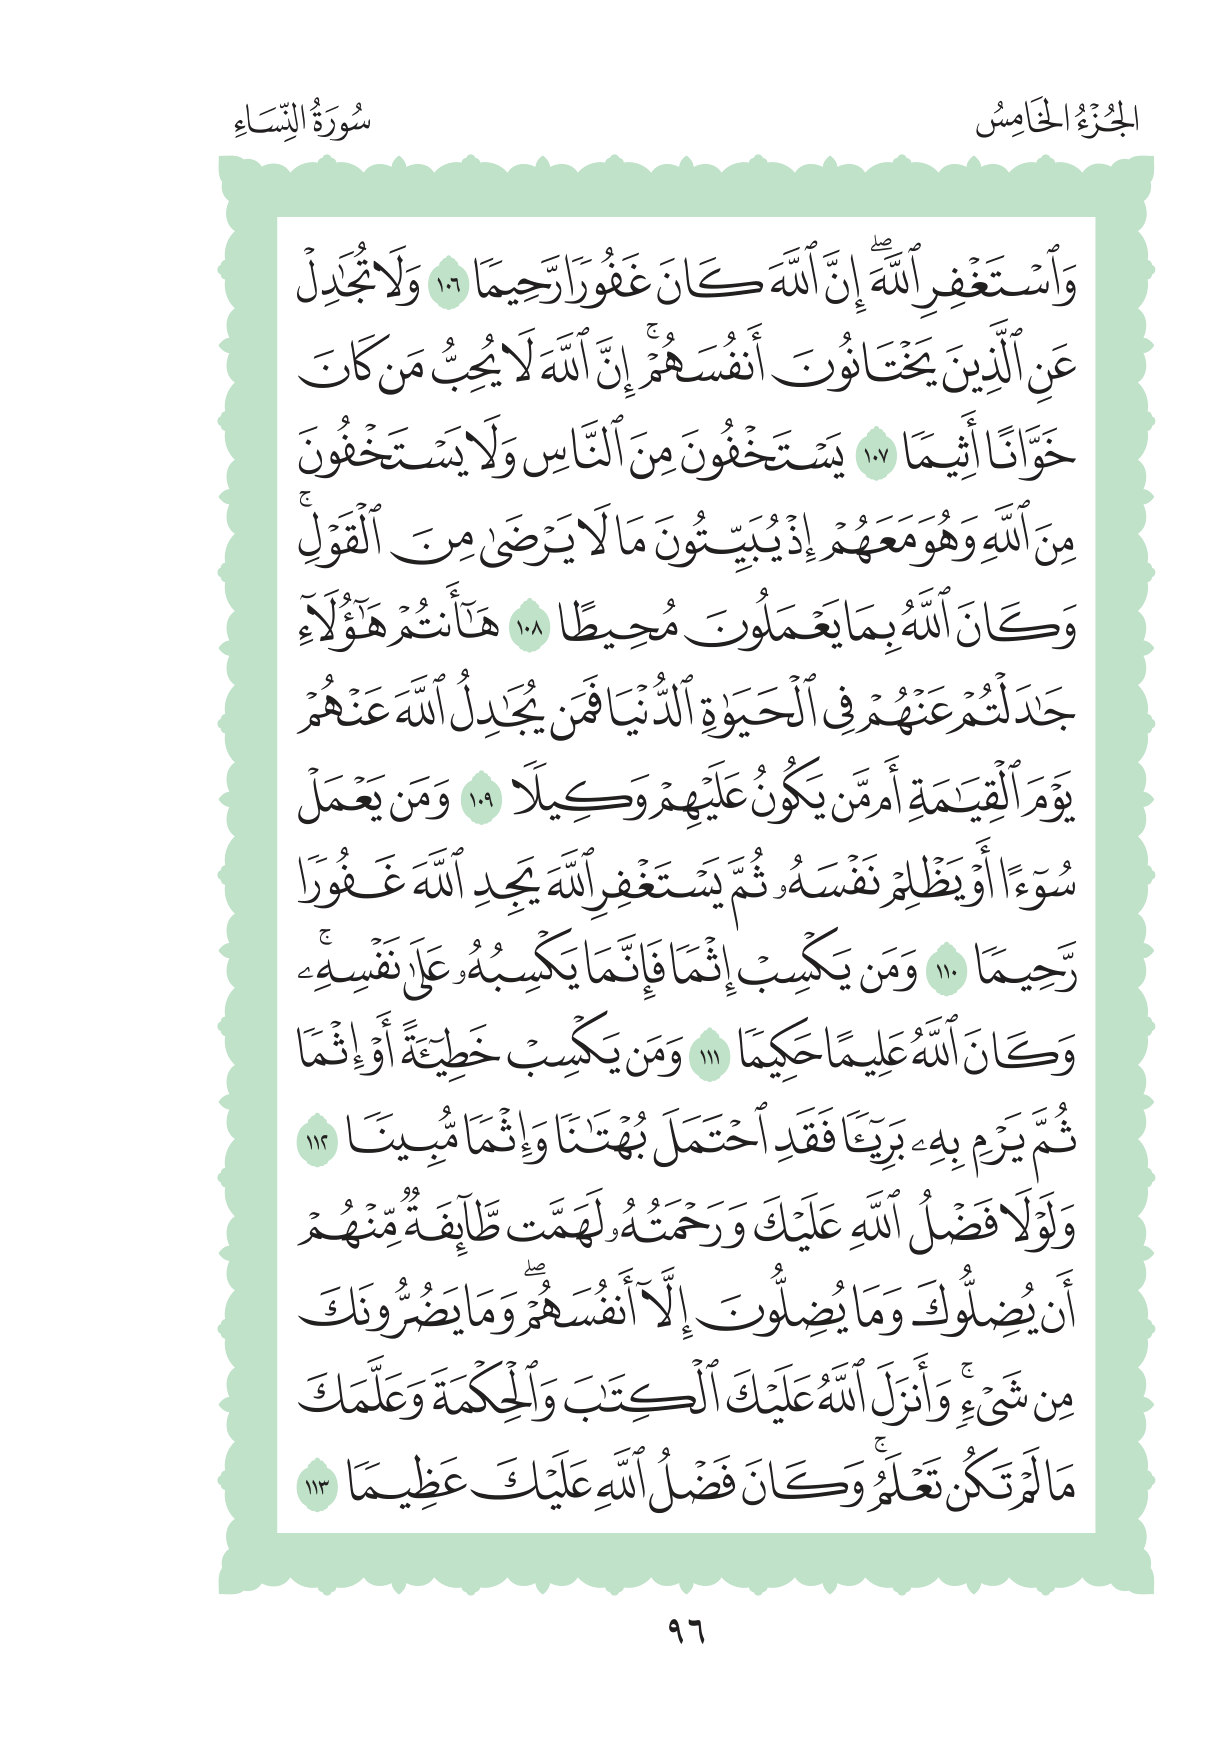 الجُزْءُ الخَامِسُ
سُورَةُ النِّسَاءِ
وَٱسۡتَغۡفِرِ ٱللَّهَۖ إِنَّ ٱللَّهَ كَانَ غَفُورٗا رَّحِيمٗا ١٠٦ وَلَا تُجَٰدِلۡ
عَنِ ٱلَّذِينَ يَخۡتَانُونَ أَنفُسَهُمۡۚ إِنَّ ٱللَّهَ لَا يُحِبُّ مَن كَانَ
خَوَّانًا أَثِيمٗا ١٠٧ يَسۡتَخۡفُونَ مِنَ ٱلنَّاسِ وَلَا يَسۡتَخۡفُونَ
مِنَ ٱللَّهِ وَهُوَ مَعَهُمۡ إِذۡ يُبَيِّتُونَ مَا لَا يَرۡضَىٰ مِنَ ٱلۡقَوۡلِۚ
وَكَانَ ٱللَّهُ بِمَا يَعۡمَلُونَ مُحِيطًا ١٠٨ هَٰٓأَنتُمۡ هَٰٓؤُلَآءِ
جَٰدَلۡتُمۡ عَنۡهُمۡ فِي ٱلۡحَيَوٰةِ ٱلدُّنۡيَا فَمَن يُجَٰدِلُ ٱللَّهَ عَنۡهُمۡ
يَوۡمَ ٱلۡقِيَٰمَةِ أَم مَّن يَكُونُ عَلَيۡهِمۡ وَكِيلٗا ١٠٩ وَمَن يَعۡمَلۡ
سُوٓءًا أَوۡ يَظۡلِمۡ نَفۡسَهُۥ ثُمَّ يَسۡتَغۡفِرِ ٱللَّهَ يَجِدِ ٱللَّهَ غَفُورٗا
رَّحِيمٗا ١١٠ وَمَن يَكۡسِبۡ إِثۡمٗا فَإِنَّمَا يَكۡسِبُهُۥ عَلَىٰ نَفۡسِهِۦۚ
وَكَانَ ٱللَّهُ عَلِيمًا حَكِيمٗا ١١١ وَمَن يَكۡسِبۡ خَطِيٓـَٔةً أَوۡ إِثۡمٗا
ثُمَّ يَرۡمِ بِهِۦ بَرِيٓـٔٗا فَقَدِ ٱحۡتَمَلَ بُهۡتَٰنٗا وَإِثۡمٗا مُّبِينٗا ١١٢
وَلَوۡلَا فَضۡلُ ٱللَّهِ عَلَيۡكَ وَرَحۡمَتُهُۥ لَهَمَّت طَّآئِفَةٞ مِّنۡهُمۡ
أَن يُضِلُّوكَ وَمَا يُضِلُّونَ إِلَّآ أَنفُسَهُمۡۖ وَمَا يَضُرُّونَكَ
مِن شَيۡءٖۚ وَأَنزَلَ ٱللَّهُ عَلَيۡكَ ٱلۡكِتَٰبَ وَٱلۡحِكۡمَةَ وَعَلَّمَكَ
مَا لَمۡ تَكُن تَعۡلَمُۚ وَكَانَ فَضۡلُ ٱللَّهِ عَلَيۡكَ عَظِيمٗا ١١٣
٩٦